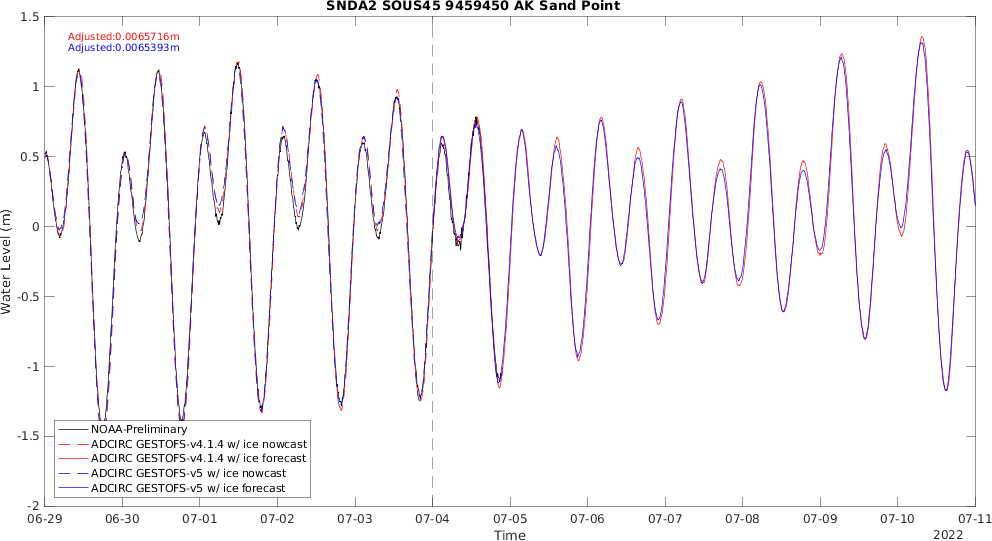 SNDA2 SOUS45 9459450 AK Sand Point
Adjusted:0.0065716m
Adjusted:0.0065393m
1.5
1
0.5
0
-0.5
-1
-1.5
-2
Water Level (m)
NOAA-Preliminary
ADCIRC GESTOFS-v4.1.4 w/ ice nowcast
ADCIRC GESTOFS-v4.1.4 w/ ice forecast
ADCIRC GESTOFS-v5 w/ ice nowcast
ADCIRC GESTOFS-v5 w/ ice forecast
06-29 06-30 07-01 07-02 07-03 07-04 07-05 07-06 07-07 07-08 07-09 07-10 07-11
Time
2022